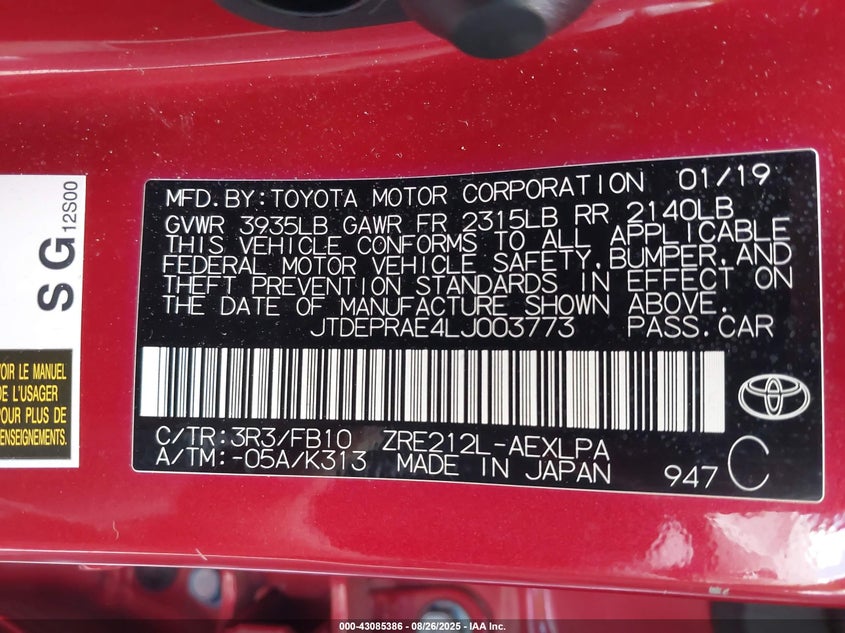 MFD.BY:TOYOTA MOTOR CORPORATION 01/19
GVWR 3935LB GAWR FR 2315LB RR 2140LB
THIS VEHICLE CONFORMS TO ALL APPLICABLE
FEDERAL MOTOR VEHICLE SAFETY,BUMPER,AND
THEFT PREVENTION STANDARDS IN EFFECT ON
THE DATE OF MANUFACTURE SHOWN ABOVE.
JTDEPRAE4LJ003773 PASS.CAR
C/TR:3R3/FB10 ZRE212L-AEXLPA
A/TM:-05A/K313 MADE IN JAPAN 947 C
SG 12S00
VOIR LE MANUEL
DE L'USAGER
POUR PLUS DE
RENSEIGNEMENTS.
000-43085386 - 08/26/2025 - IAA Inc.